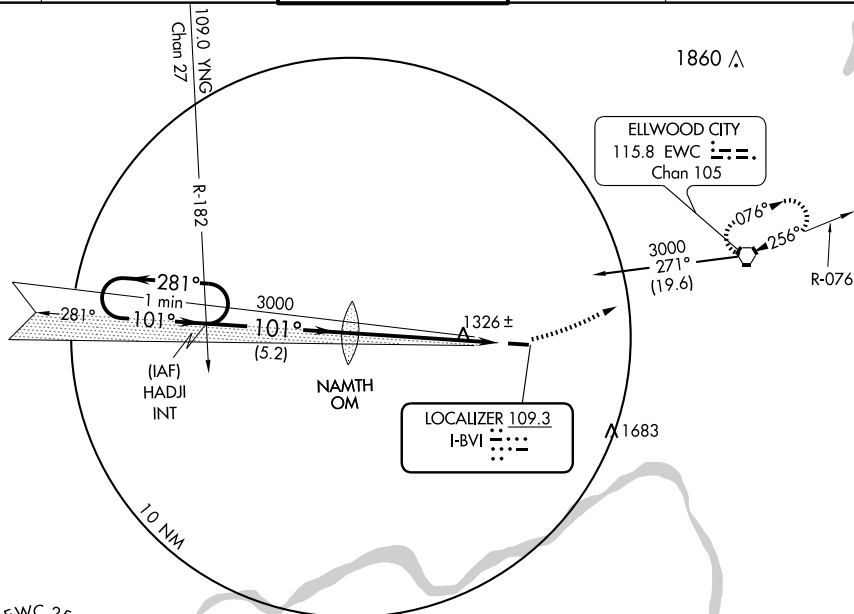 109.0 YNG
Chan 27
1860
ELLWOOD CITY
115.8 EWC
Chan 105
076°
256°
R-076
3000
271°
(19.6)
R-182
281°
1 min
3000
281°
101°
101°
(5.2)
1326 ±
(IAF)
HADJI
INT
NAMTH
OM
LOCALIZER 109.3
I-BVI
1683
10 NM